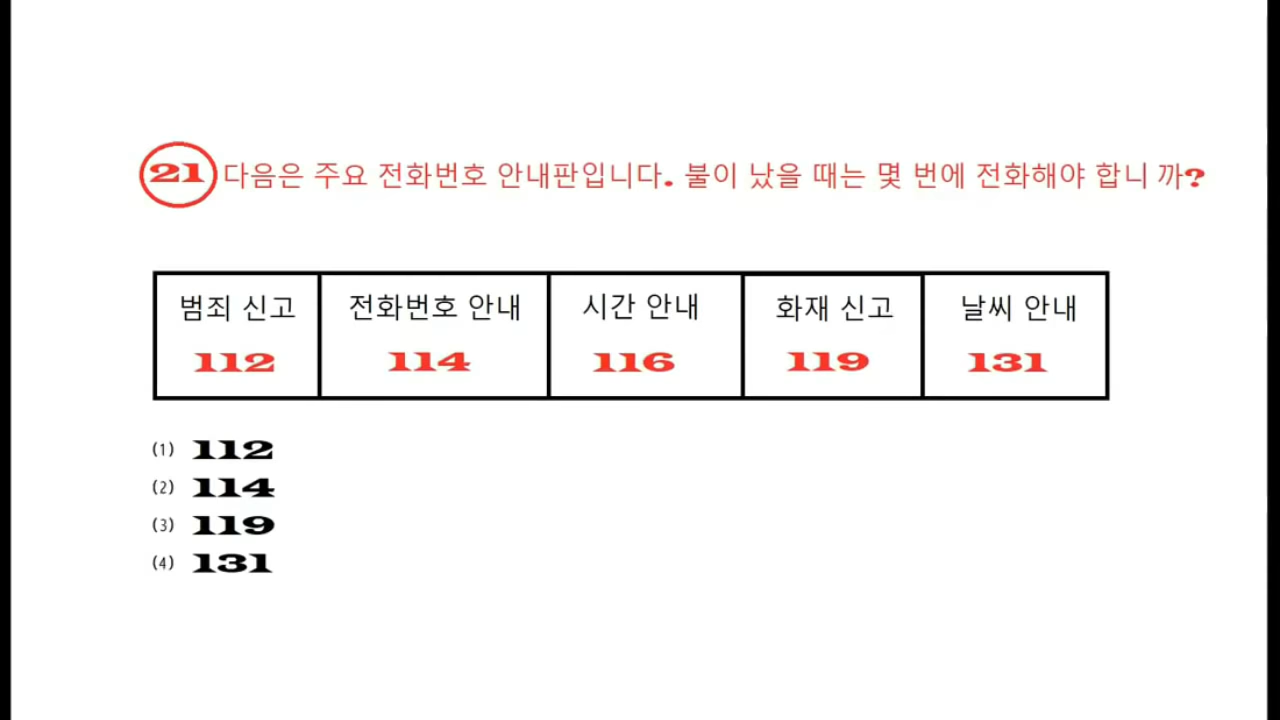 21 다음은 주요 전화번호 안내판입니다. 불이 났을 때는 몇 번에 전화해야 합니 까?
범죄 신고 전화번호 안내 시간 안내 화재 신고 날씨 안내
112 114 116 119 131
(1) 112
(2) 114
(3) 119
(4) 131